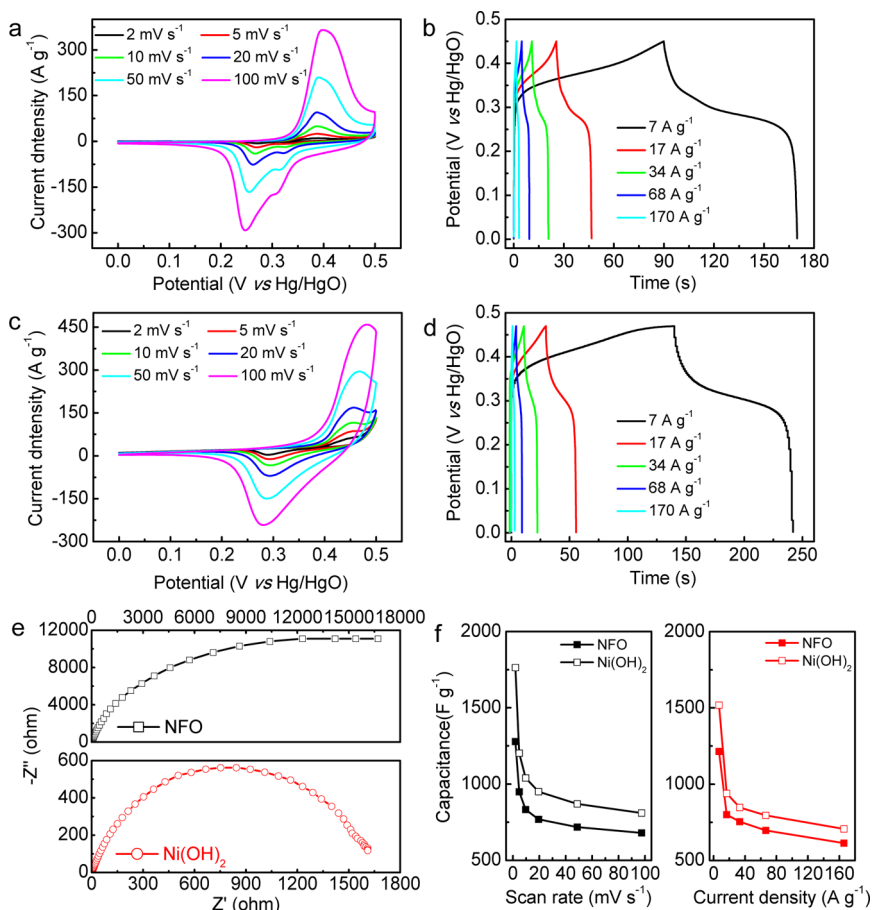 a
2 mV s⁻¹ 5 mV s⁻¹
10 mV s⁻¹ 20 mV s⁻¹
50 mV s⁻¹ 100 mV s⁻¹
Current dntensity (A g⁻¹)
360
240
120
0
-150
-300
0.0 0.1 0.2 0.3 0.4 0.5
Potential (V vs Hg/HgO)
b
Potential (V vs Hg/HgO)
0.5
0.4
0.3
0.2
0.1
0.0
7 A g⁻¹
17 A g⁻¹
34 A g⁻¹
68 A g⁻¹
170 A g⁻¹
0 30 60 90 120 150 180
Time (s)
c
2 mV s⁻¹ 5 mV s⁻¹
10 mV s⁻¹ 20 mV s⁻¹
50 mV s⁻¹ 100 mV s⁻¹
Current dntensity (A g⁻¹)
450
300
150
0
-150
-300
0.0 0.1 0.2 0.3 0.4 0.5
Potential (V vs Hg/HgO)
d
Potential (V vs Hg/HgO)
0.5
0.4
0.3
0.2
0.1
0.0
7 A g⁻¹
17 A g⁻¹
34 A g⁻¹
68 A g⁻¹
170 A g⁻¹
0 50 100 150 200 250
Time (s)
e
0 3000 6000 9000 12000 15000 18000
12000
9000
6000
3000
0
NFO
-Z" (ohm)
600
400
200
0
Ni(OH)₂
0 300 600 900 1200 1500 1800
Z' (ohm)
f
Capacitance(F g⁻¹)
2000
1750
1500
1250
1000
750
500
NFO
Ni(OH)₂
0 20 40 60 80 100
Scan rate (mV s⁻¹)
2000
1500
1000
500
NFO
Ni(OH)₂
0 40 80 120 160
Current density (A g⁻¹)